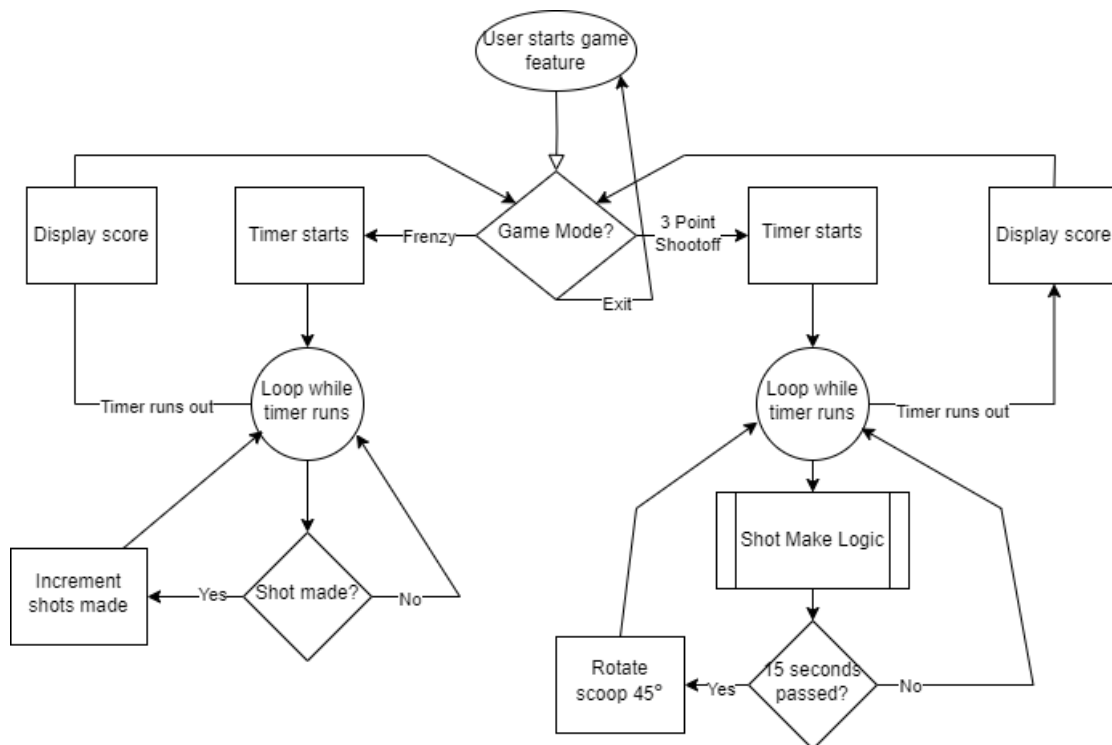 User starts game
feature
Display score
Timer starts
Frenzy
Game Mode?
3 Point
Shootoff
Timer starts
Display score
Exit
Loop while
timer runs
Timer runs out
Loop while
timer runs
Timer runs out
Shot Make Logic
Increment
shots made
Yes
Shot made?
No
Rotate
scoop 45°
Yes
15 seconds
passed?
No